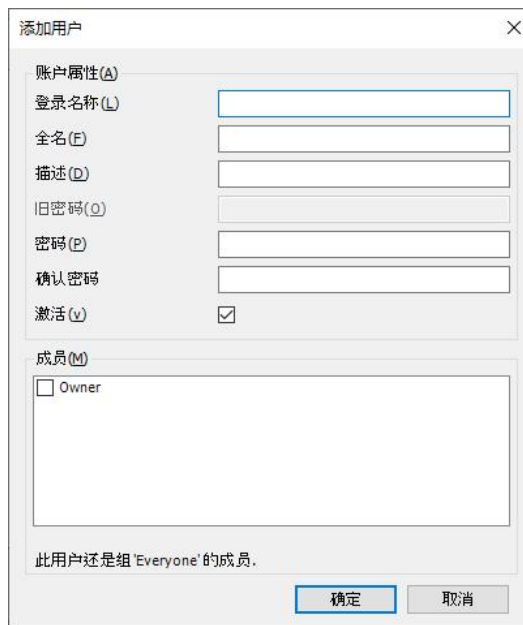 添加用户
账户属性(A)
登录名称(L)
全名(F)
描述(D)
旧密码(O)
密码(P)
确认密码
激活(v)
成员(M)
Owner
此用户还是组'Everyone'的成员.
确定 取消